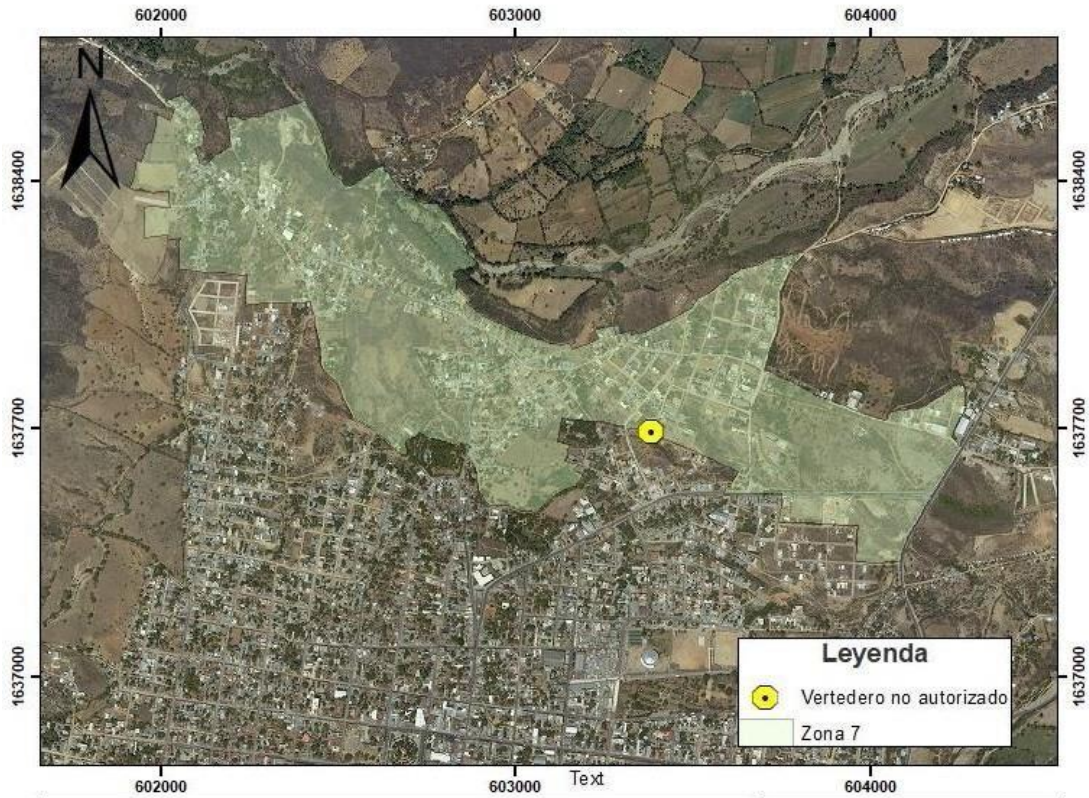 602000 603000 604000
N
1638400 1638400
1637700 1637700
1637000 1637000
Leyenda
Vertedero no autorizado
Zona 7
Text
602000 603000 604000